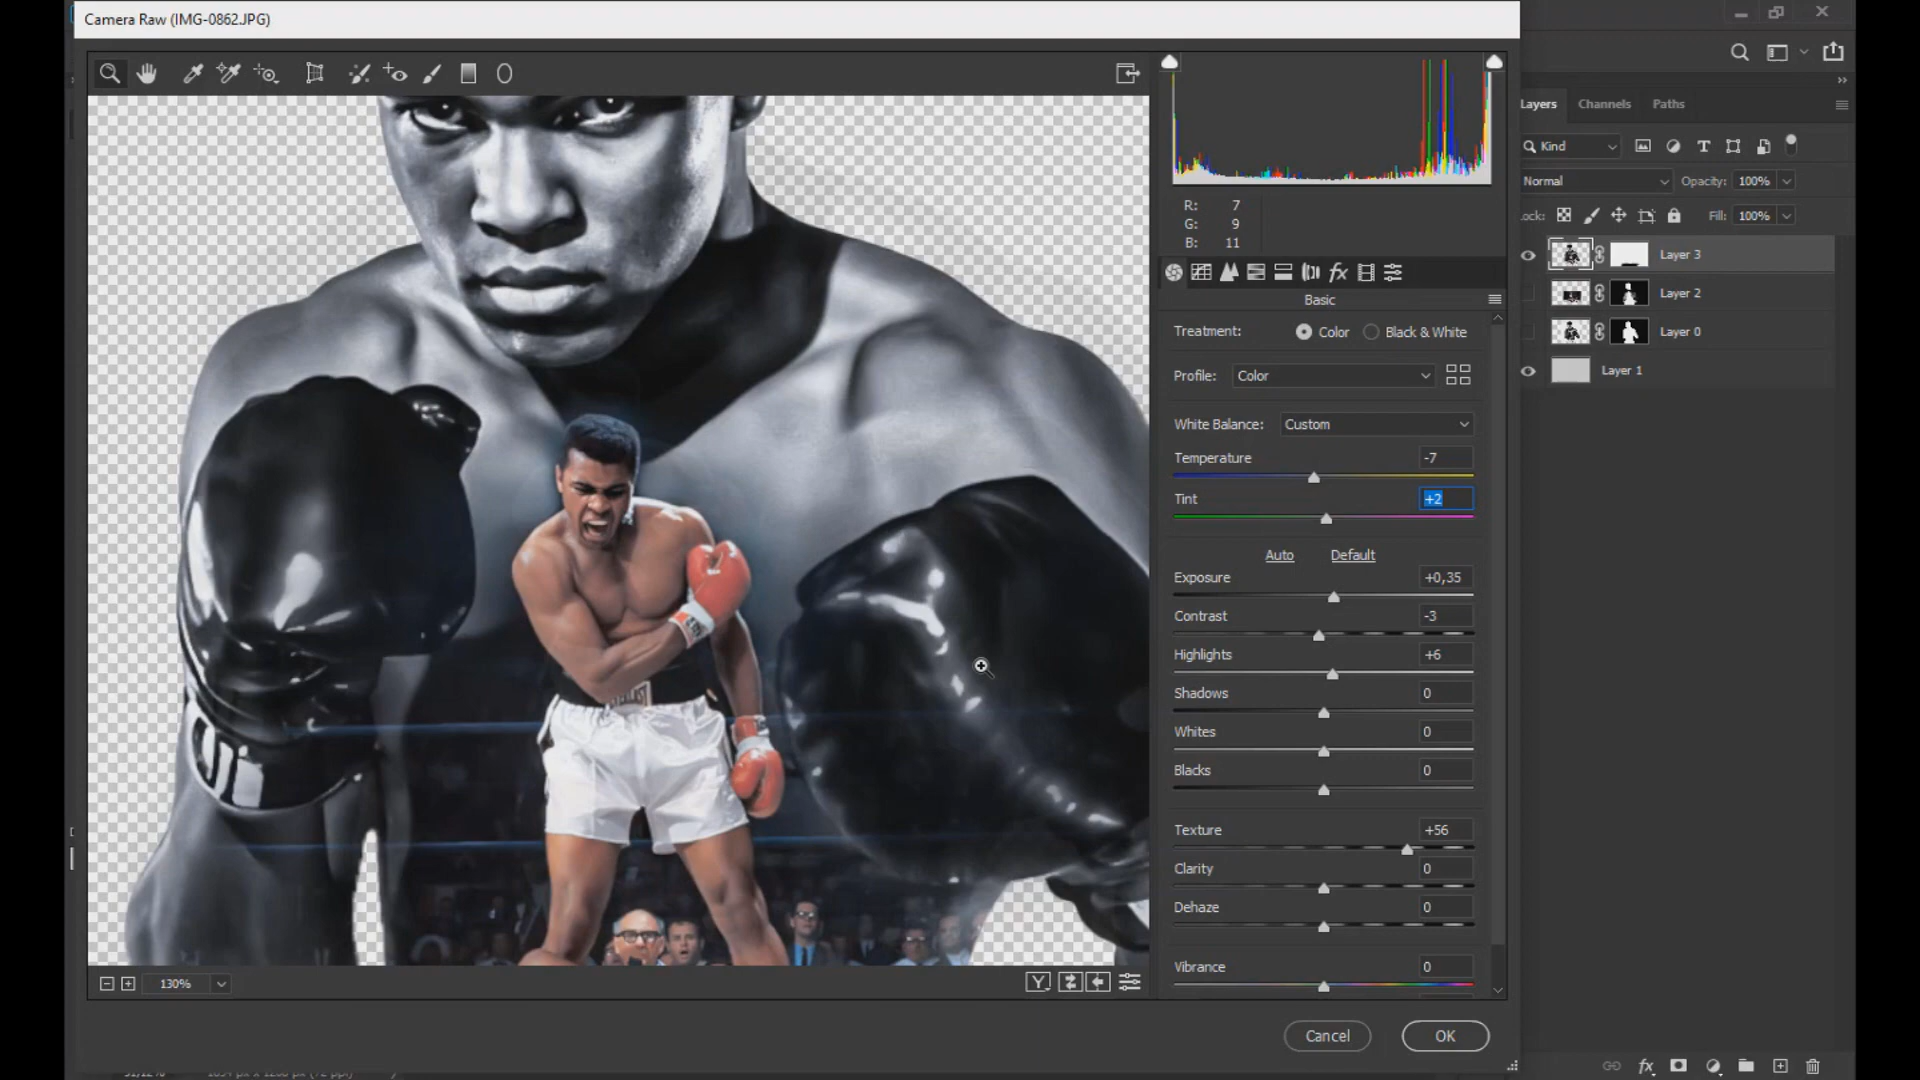 Camera Raw (IMG-0862.JPG)
Layers Channels Paths
Kind
Normal Opacity: 100%
Fill: 100%
Layer 3
Layer 2
Layer 0
Layer 1
R: 7
G: 9
B: 11
fx
Basic
Treatment: Color Black & White
Profile: Color
White Balance: Custom
Temperature -7
Tint +2
Auto Default
Exposure +0,35
Contrast -3
Highlights +6
Shadows 0
Whites 0
Blacks 0
Texture +56
Clarity 0
Dehaze 0
Vibrance 0
130%
Y
Cancel OK
fx